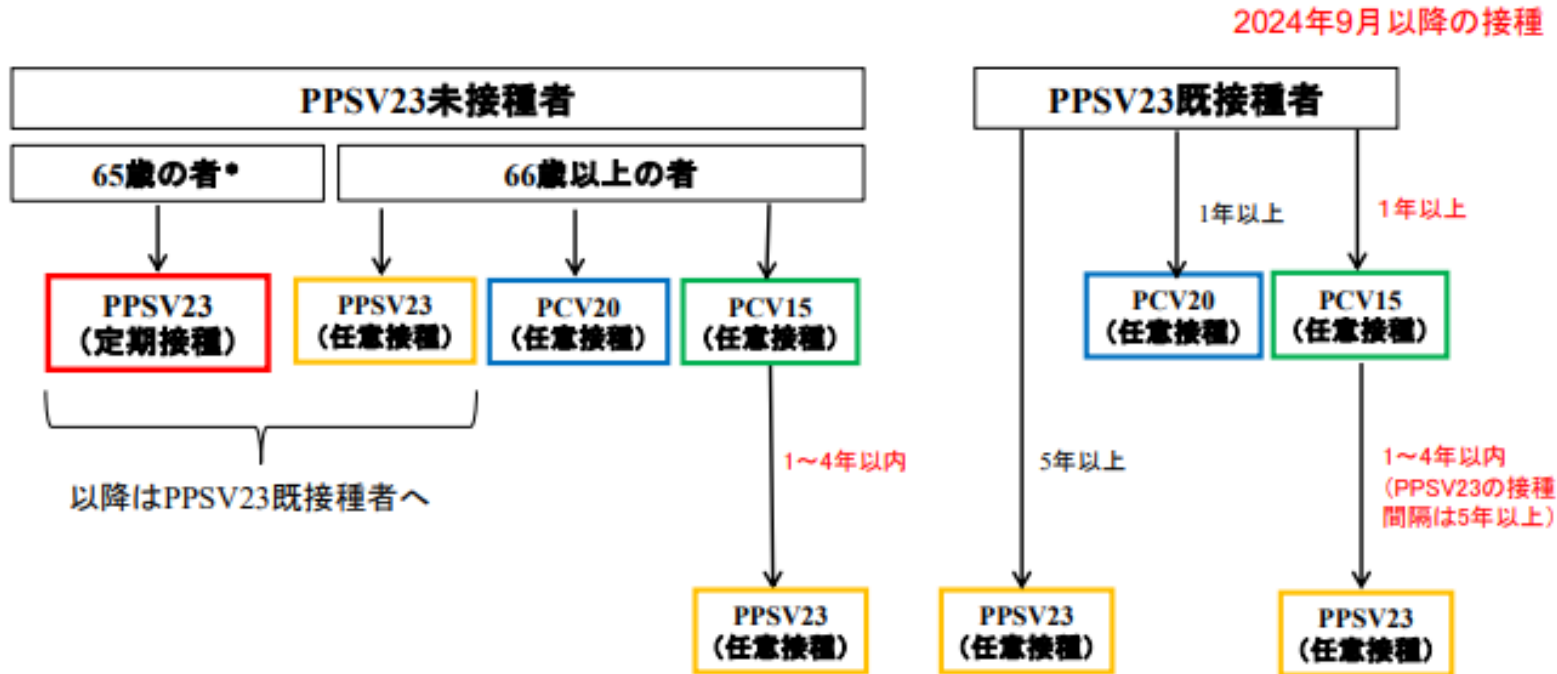 2024年9月以降の接種
PPSV23未接種者
PPSV23既接種者
65歳の者*
66歳以上の者
1年以上
1年以上
PPSV23
（定期接種）
PPSV23
（任意接種）
PCV20
（任意接種）
PCV15
（任意接種）
PCV20
（任意接種）
PCV15
（任意接種）
以降はPPSV23既接種者へ
1～4年以内
5年以上
1～4年以内
（PPSV23の接種
間隔は5年以上）
PPSV23
（任意接種）
PPSV23
（任意接種）
PPSV23
（任意接種）